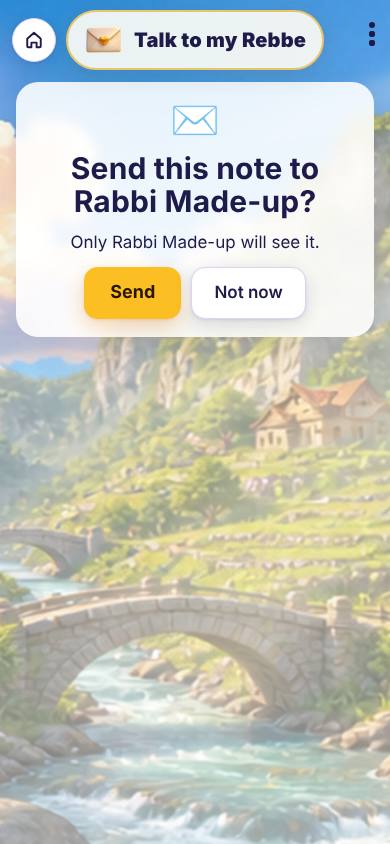 Talk to my Rebbe
Send this note to
Rabbi Made-up?
Only Rabbi Made-up will see it.
Send
Not now